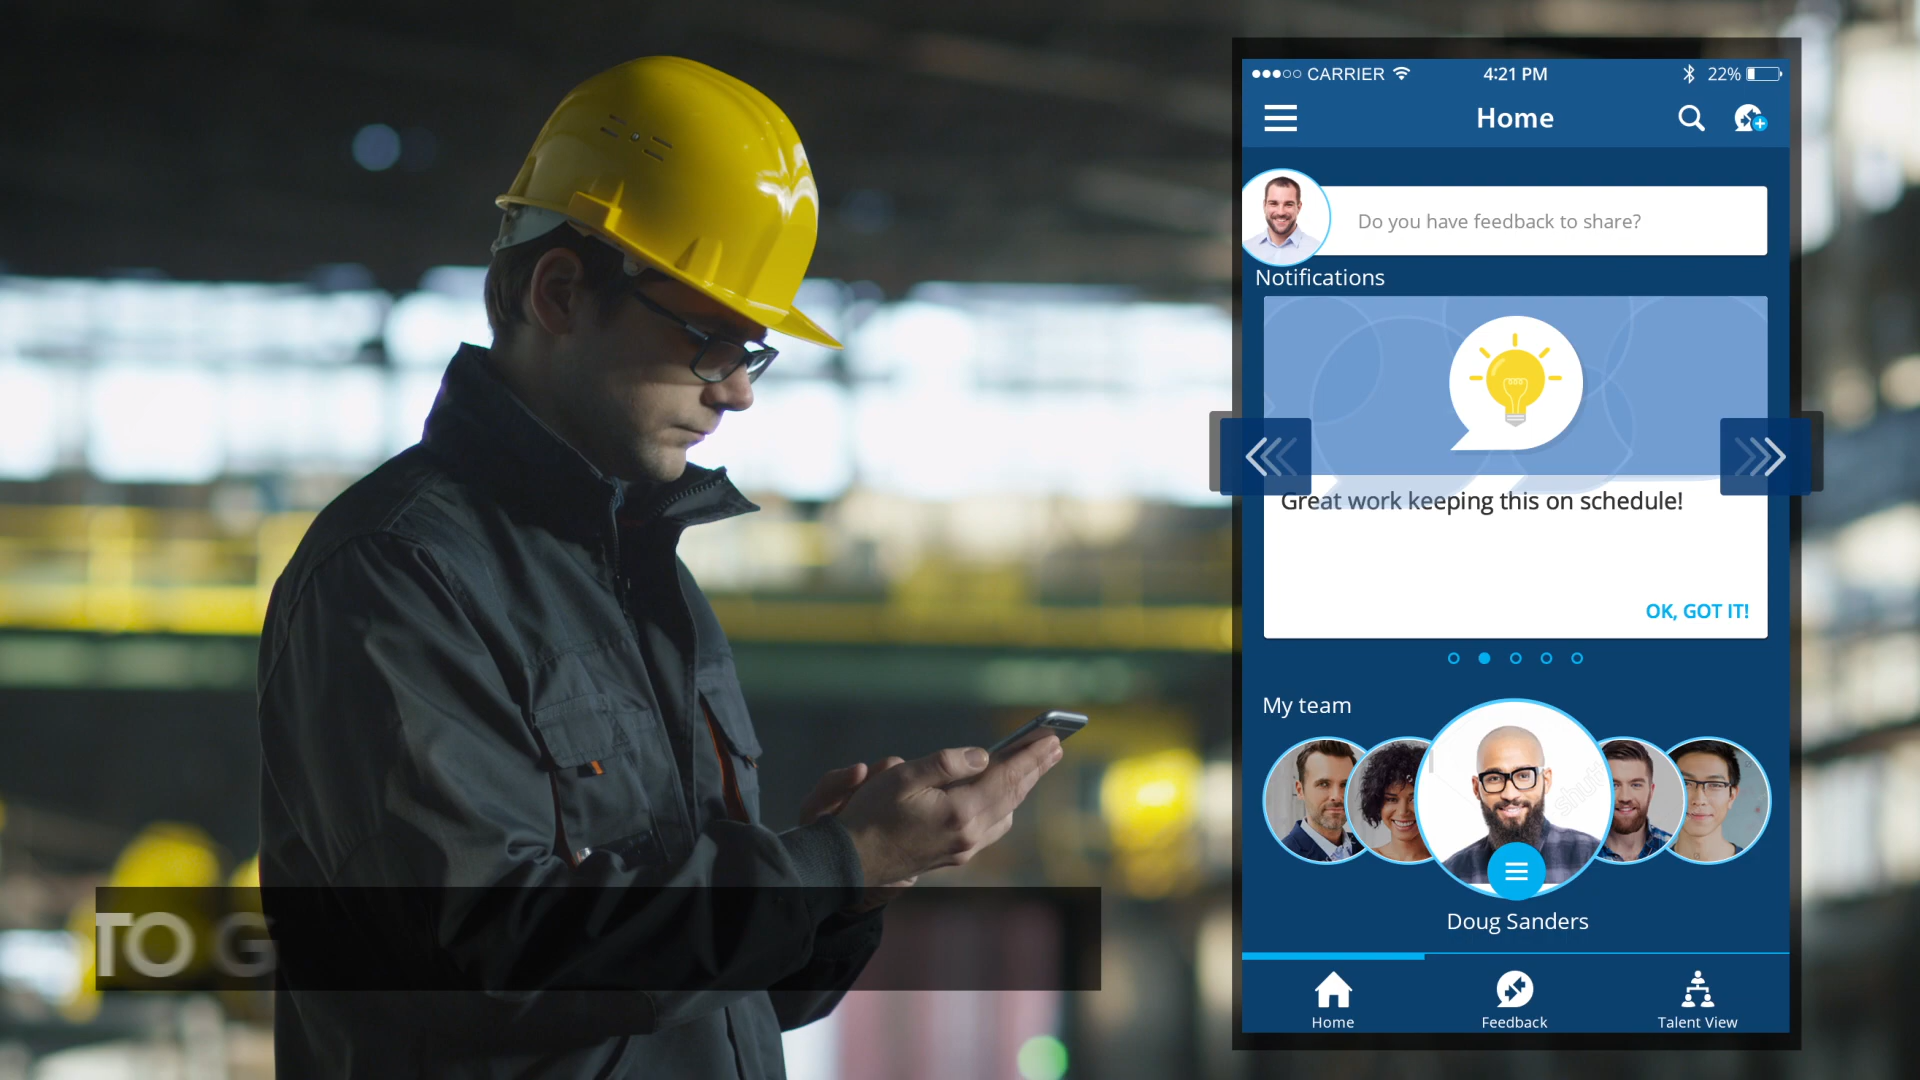 CARRIER 4:21 PM 22%
Home
Do you have feedback to share?
Notifications
Great work keeping this on schedule!
OK, GOT IT!
My team
Doug Sanders
Home Feedback Talent View
TO G